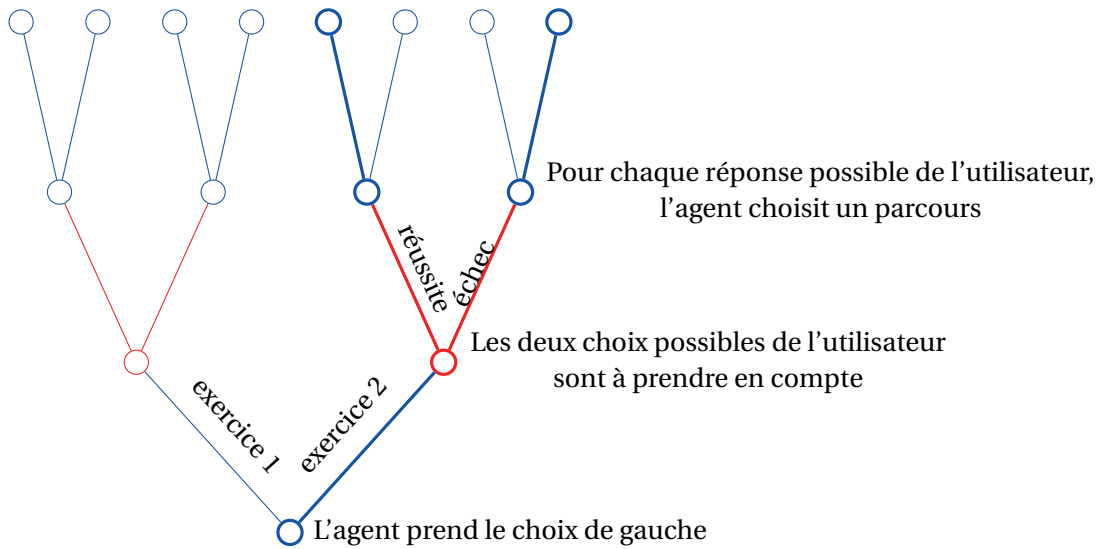 Pour chaque réponse possible de l'utilisateur,
l'agent choisit un parcours
réussite
échec
Les deux choix possibles de l'utilisateur
sont à prendre en compte
exercice 1
exercice 2
L'agent prend le choix de gauche